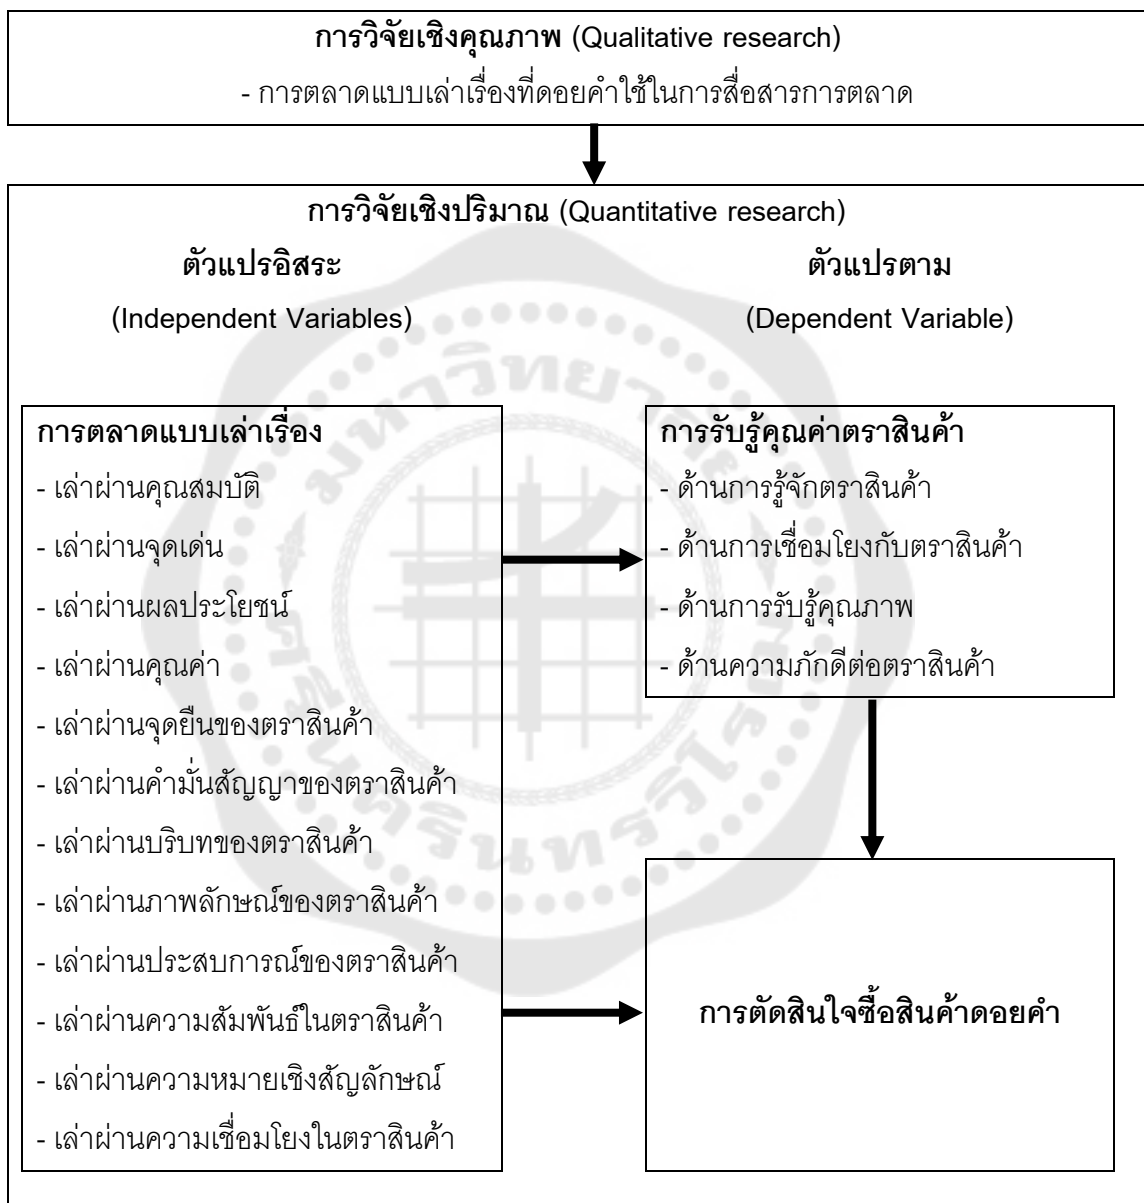 การวิจัยเชิงคุณภาพ (Qualitative research)
- การตลาดแบบเล่าเรื่องที่ดอยคำใช้ในการสื่อสารการตลาด
การวิจัยเชิงปริมาณ (Quantitative research)
ตัวแปรอิสระ
(Independent Variables)
ตัวแปรตาม
(Dependent Variable)
การตลาดแบบเล่าเรื่อง
- เล่าผ่านคุณสมบัติ
- เล่าผ่านจุดเด่น
- เล่าผ่านผลประโยชน์
- เล่าผ่านคุณค่า
- เล่าผ่านจุดยืนของตราสินค้า
- เล่าผ่านคำมั่นสัญญาของตราสินค้า
- เล่าผ่านบริบทของตราสินค้า
- เล่าผ่านภาพลักษณ์ของตราสินค้า
- เล่าผ่านประสบการณ์ของตราสินค้า
- เล่าผ่านความสัมพันธ์ในตราสินค้า
- เล่าผ่านความหมายเชิงสัญลักษณ์
- เล่าผ่านความเชื่อมโยงในตราสินค้า
การรับรู้คุณค่าตราสินค้า
- ด้านการรู้จักตราสินค้า
- ด้านการเชื่อมโยงกับตราสินค้า
- ด้านการรับรู้คุณภาพ
- ด้านความภักดีต่อตราสินค้า
การตัดสินใจซื้อสินค้าดอยคำ
มหาวิทยาลัย
ศรีนครินทรวิโรฒ